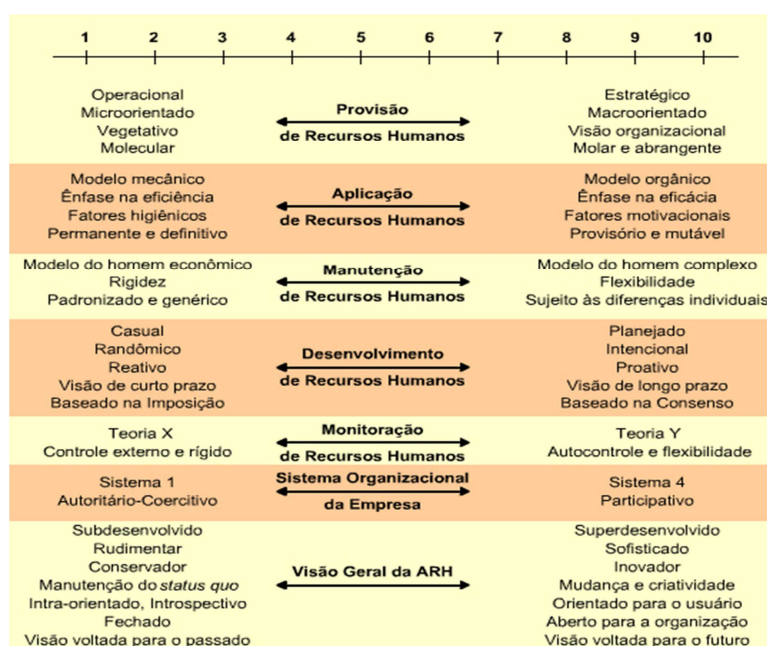 1 2 3 4 5 6 7 8 9 10
Operacional
Microorientado
Vegetativo
Molecular
Provisão
de Recursos Humanos
Estratégico
Macroorientado
Visão organizacional
Molar e abrangente
Modelo mecânico
Ênfase na eficiência
Fatores higiênicos
Permanente e definitivo
Aplicação
de Recursos Humanos
Modelo orgânico
Ênfase na eficácia
Fatores motivacionais
Provisório e mutável
Modelo do homem econômico
Rigidez
Padronizado e genérico
Manutenção
de Recursos Humanos
Modelo do homem complexo
Flexibilidade
Sujeito às diferenças individuais
Casual
Randômico
Reativo
Visão de curto prazo
Baseado na Imposição
Desenvolvimento
de Recursos Humanos
Planejado
Intencional
Proativo
Visão de longo prazo
Baseado na Consenso
Teoria X
Controle externo e rígido
Monitoração
de Recursos Humanos
Teoria Y
Autocontrole e flexibilidade
Sistema 1
Autoritário-Coercitivo
Sistema Organizacional
da Empresa
Sistema 4
Participativo
Subdesenvolvido
Rudimentar
Conservador
Manutenção do status quo
Intra-orientado, Introspectivo
Fechado
Visão voltada para o passado
Visão Geral da ARH
Superdesenvolvido
Sofisticado
Inovador
Mudança e criatividade
Orientado para o usuário
Aberto para a organização
Visão voltada para o futuro